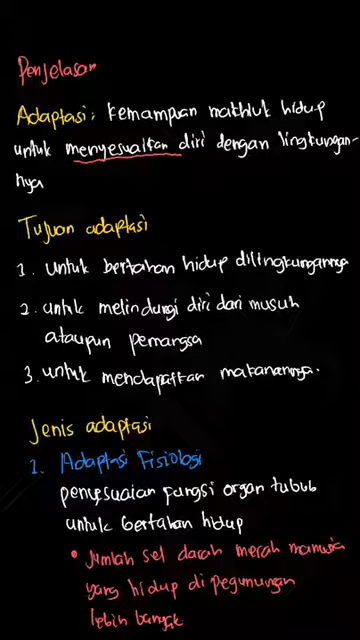 Penjelasan
Adaptasi: kemampuan makhluk hidup
untuk menyesuaikan diri dengan lingkungan-
nya
Tujuan adaptasi
1. untuk bertahan hidup dilingkungannya
2. untuk melindungi diri dari musuh
ataupun pemangsa
3. untuk mendapatkan makanannya.
Jenis adaptasi
1. Adaptasi Fisiologi
penyesuaian fungsi organ tubuh
untuk bertahan hidup
• Jumlah sel darah merah manusia
yang hidup di pegunungan
lebih banyak